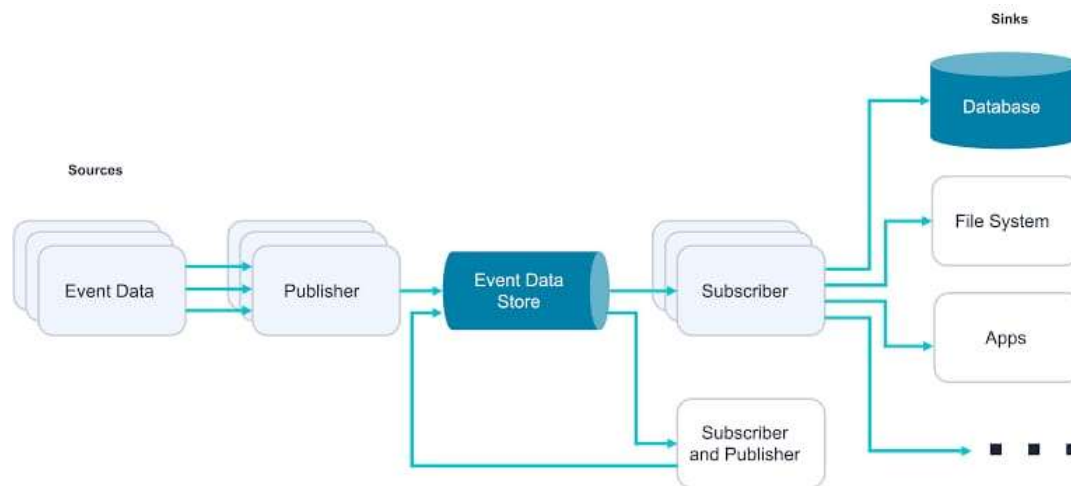 Sinks
Database
Sources
File System
Event Data
Publisher
Event Data
Store
Subscriber
Apps
Subscriber
and Publisher